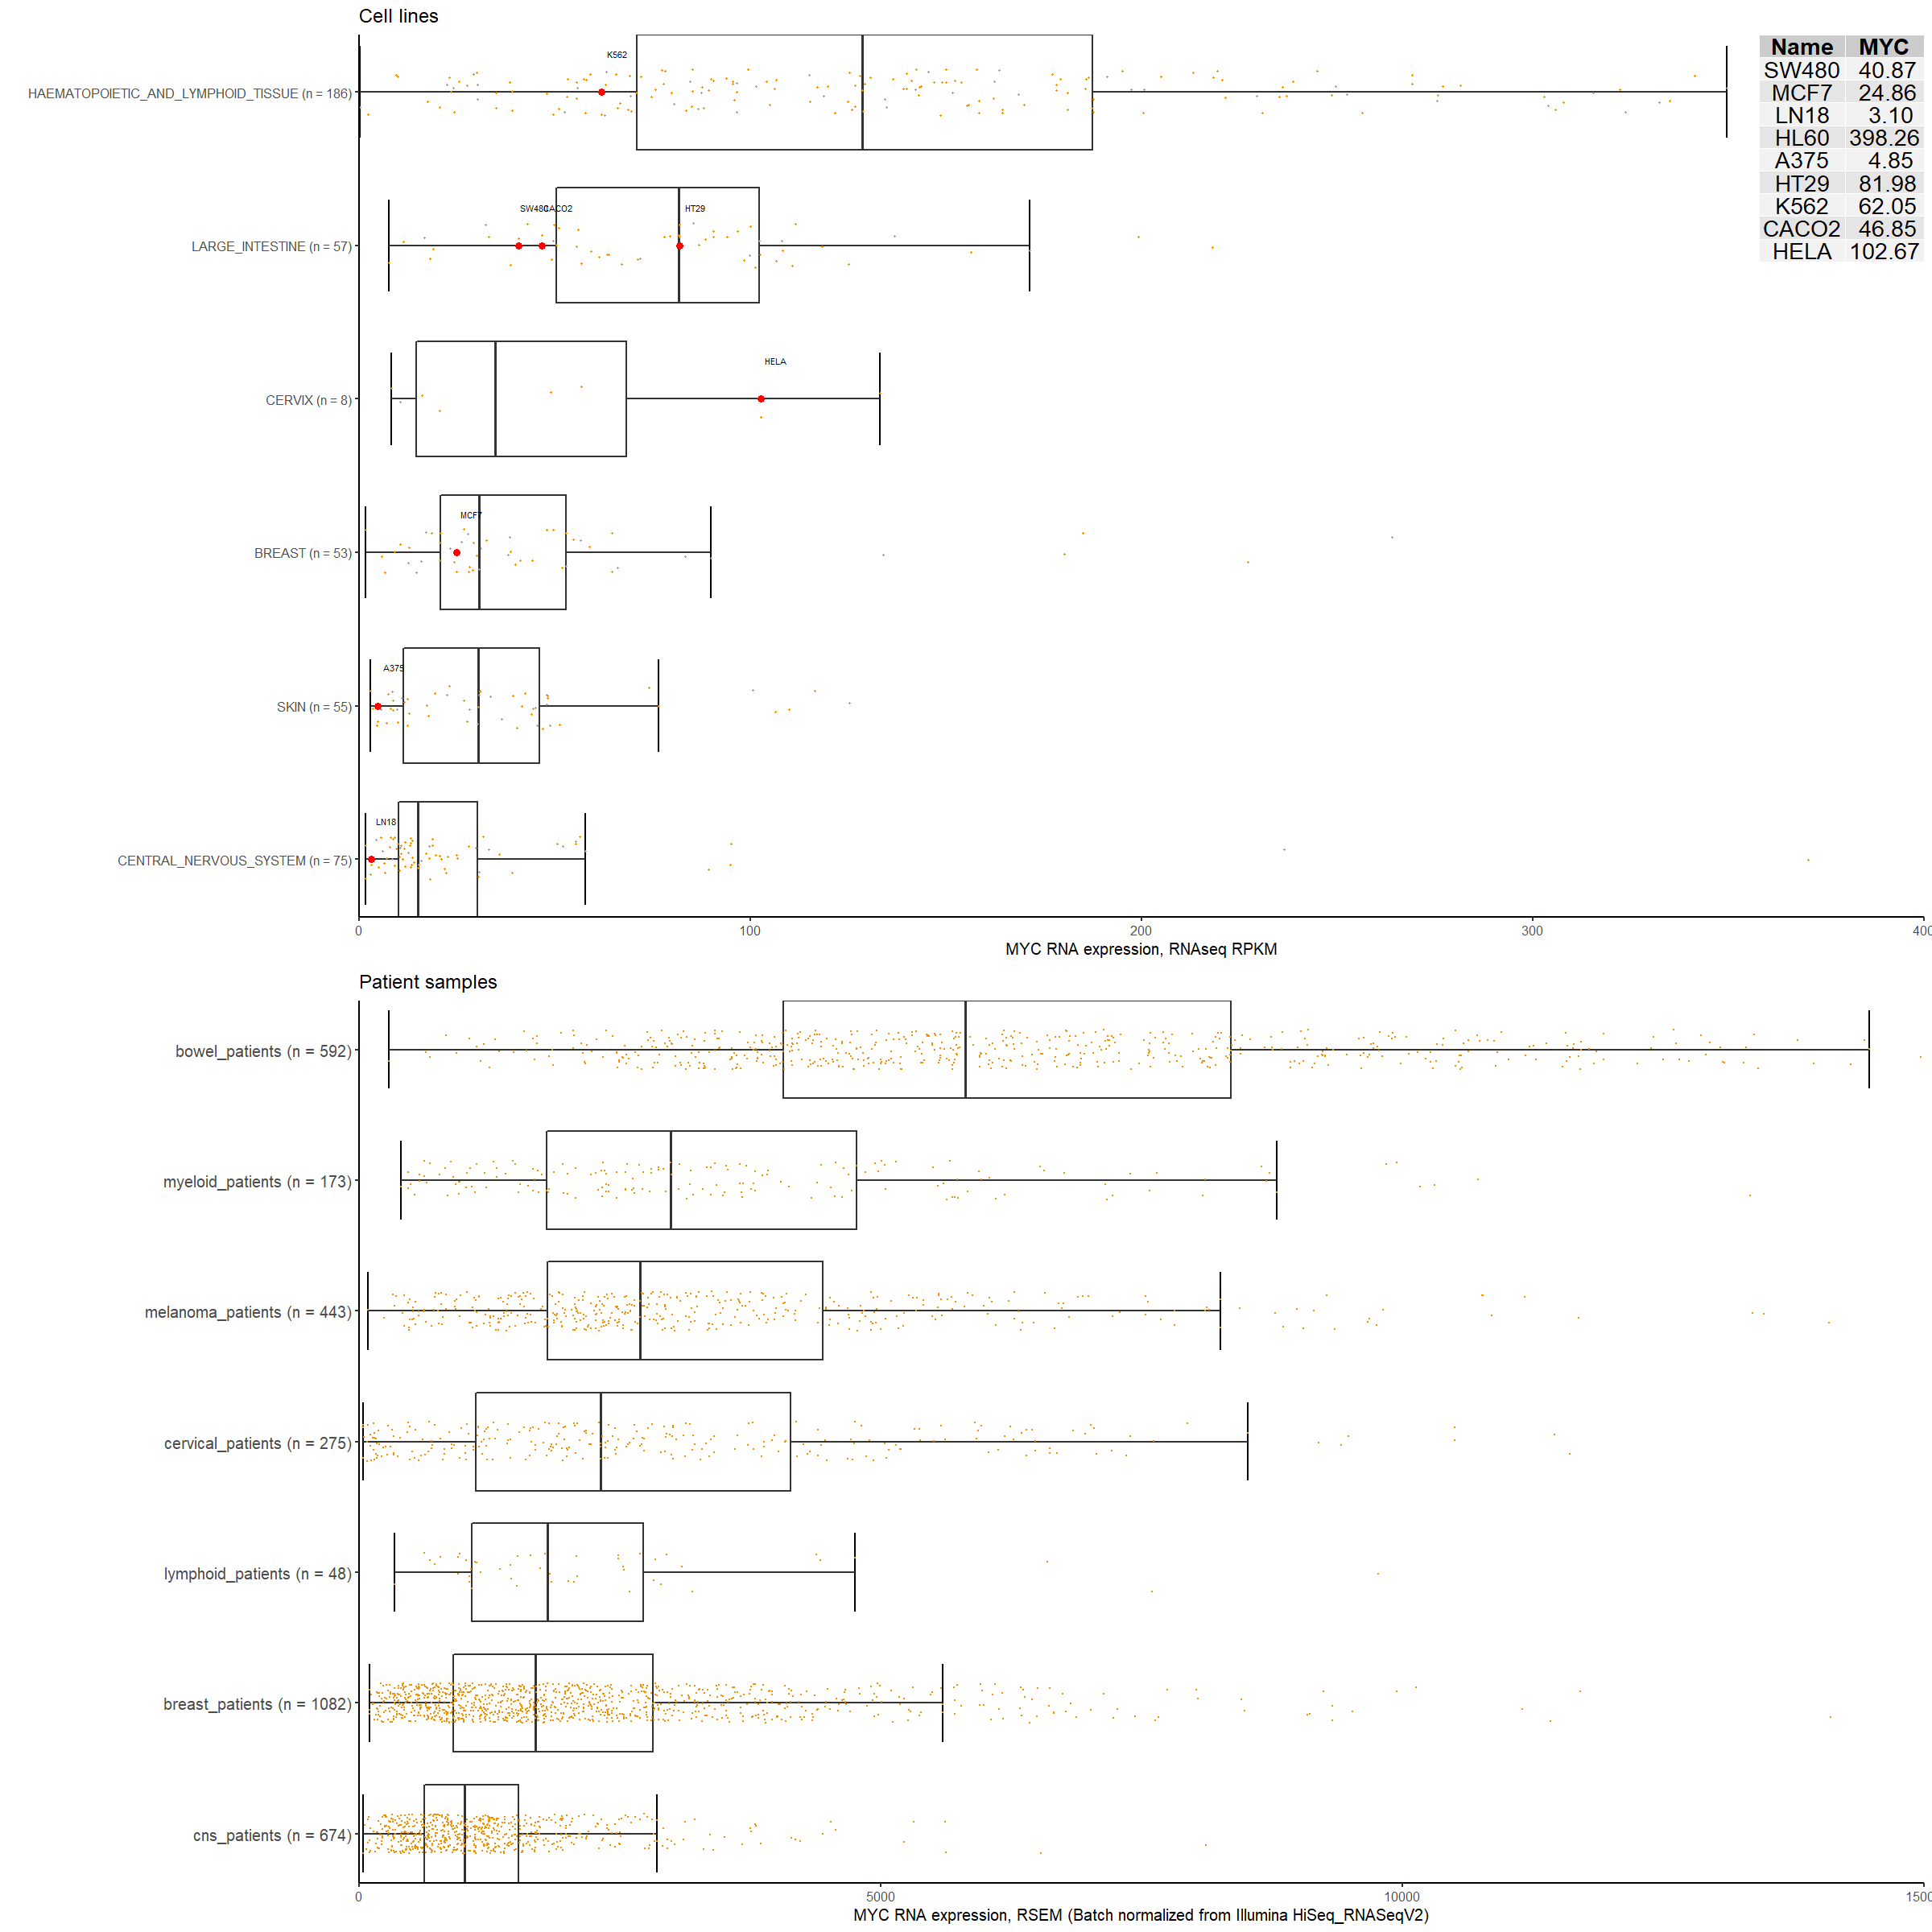 Cell lines
Name MYC
SW480 40.87
MCF7 24.86
LN18 3.10
HL60 398.26
A375 4.85
HT29 81.98
K562 62.05
CACO2 46.85
HELA 102.67
K562
HAEMATOPOIETIC_AND_LYMPHOID_TISSUE (n = 186)
SW480 CACO2 HT29
LARGE_INTESTINE (n = 57)
HELA
CERVIX (n = 8)
MCF7
BREAST (n = 53)
A375
SKIN (n = 55)
LN18
CENTRAL_NERVOUS_SYSTEM (n = 75)
0 100 200 300 400
MYC RNA expression, RNAseq RPKM
Patient samples
bowel_patients (n = 592)
myeloid_patients (n = 173)
melanoma_patients (n = 443)
cervical_patients (n = 275)
lymphoid_patients (n = 48)
breast_patients (n = 1082)
cns_patients (n = 674)
0 5000 10000 1500
MYC RNA expression, RSEM (Batch normalized from Illumina HiSeq_RNASeqV2)